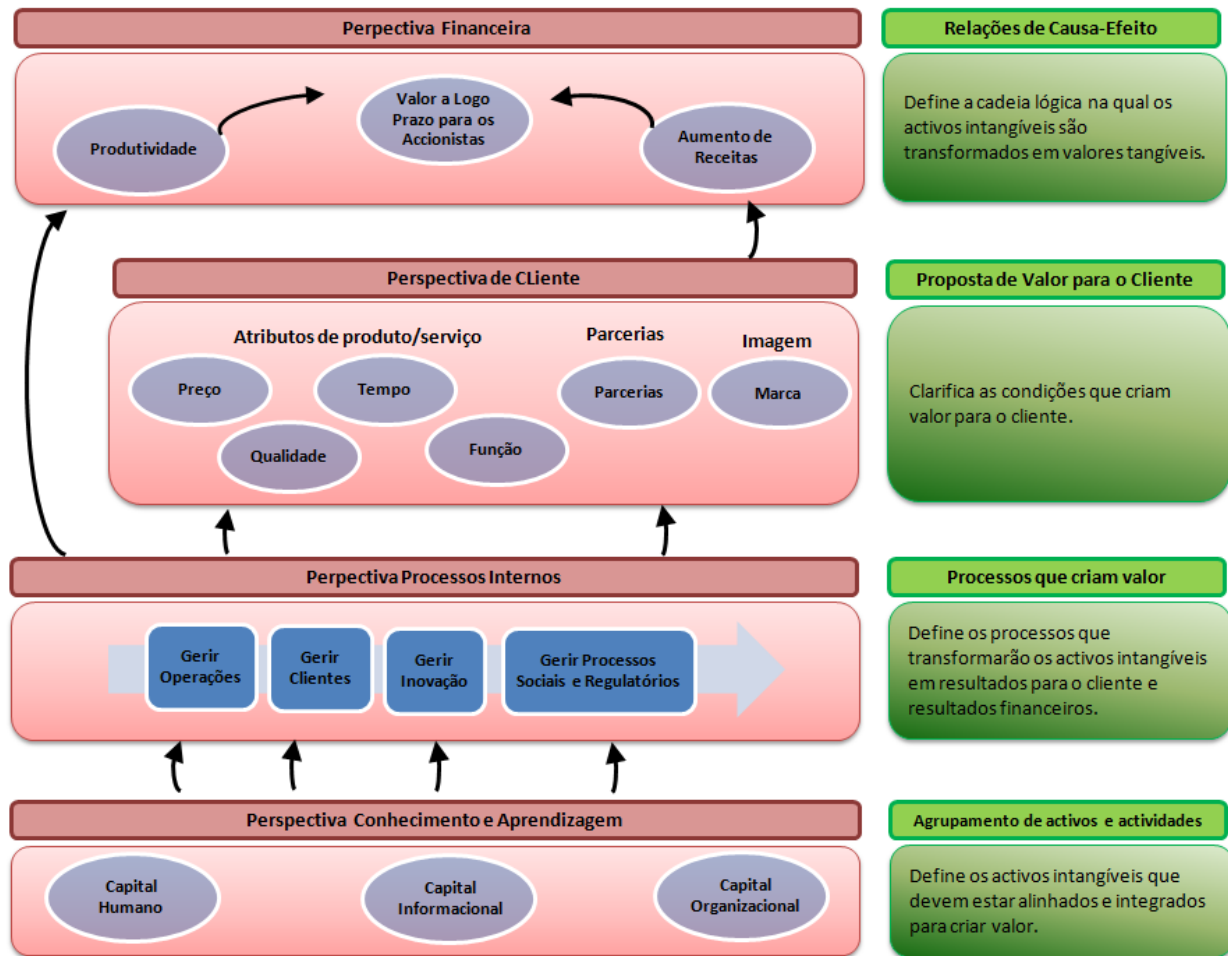 Perpectiva Financeira
Relações de Causa-Efeito
Produtividade
Valor a Logo
Prazo para os
Accionistas
Aumento de
Receitas
Define a cadeia lógica na qual os
activos intangíveis são
transformados em valores tangíveis.
Perspectiva de CLiente
Proposta de Valor para o Cliente
Atributos de produto/serviço
Parcerias
Imagem
Preço
Tempo
Parcerias
Marca
Qualidade
Função
Clarifica as condições que criam
valor para o cliente.
Perpectiva Processos Internos
Processos que criam valor
Gerir
Operações
Gerir
Clientes
Gerir
Inovação
Gerir Processos
Sociais e Regulatórios
Define os processos que
transformarão os activos intangíveis
em resultados para o cliente e
resultados financeiros.
Perspectiva Conhecimento e Aprendizagem
Agrupamento de activos e actividades
Capital
Humano
Capital
Informacional
Capital
Organizacional
Define os activos intangíveis que
devem estar alinhados e integrados
para criar valor.